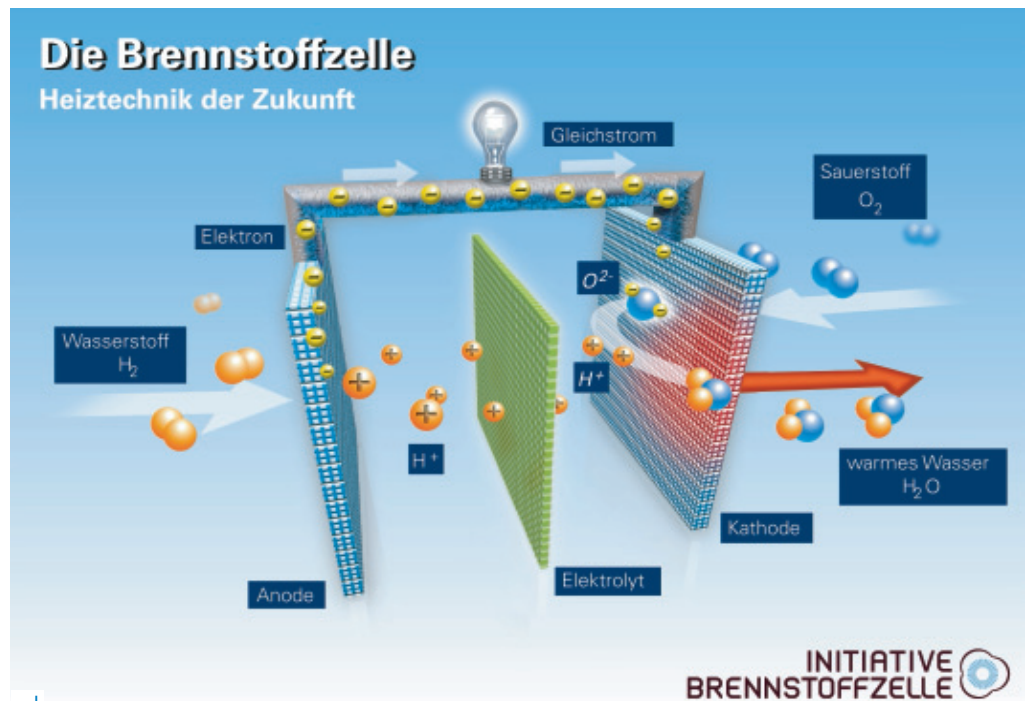 Die Brennstoffzelle
Heiztechnik der Zukunft
Gleichstrom
Sauerstoff
O₂
Elektron
O²⁻
Wasserstoff
H₂
H⁺
H⁺
warmes Wasser
H₂O
Kathode
Elektrolyt
Anode
INITIATIVE
BRENNSTOFFZELLE